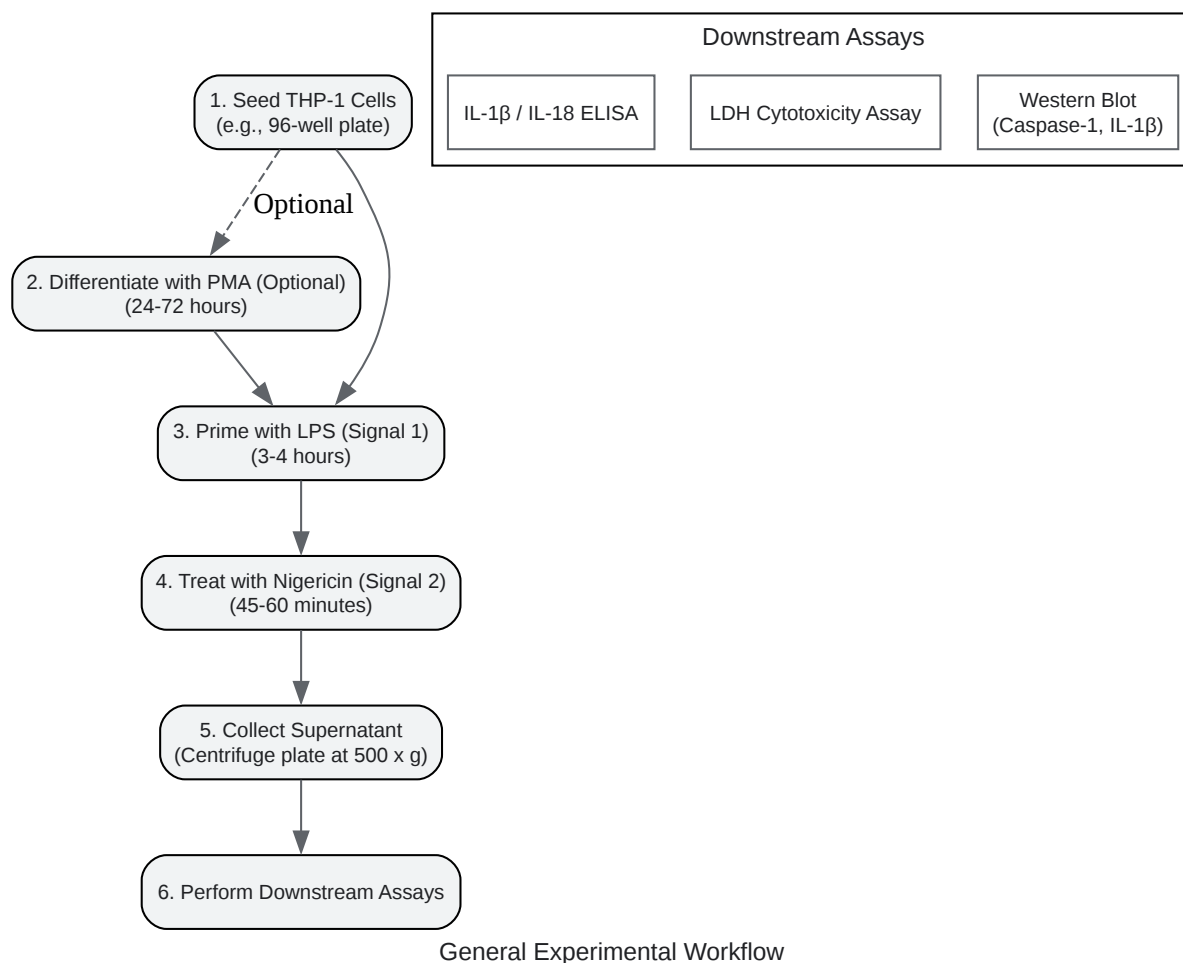 Downstream Assays
IL-1β / IL-18 ELISA
LDH Cytotoxicity Assay
Western Blot
(Caspase-1, IL-1β)
1. Seed THP-1 Cells
(e.g., 96-well plate)
Optional
2. Differentiate with PMA (Optional)
(24-72 hours)
3. Prime with LPS (Signal 1)
(3-4 hours)
4. Treat with Nigericin (Signal 2)
(45-60 minutes)
5. Collect Supernatant
(Centrifuge plate at 500 x g)
6. Perform Downstream Assays
General Experimental Workflow